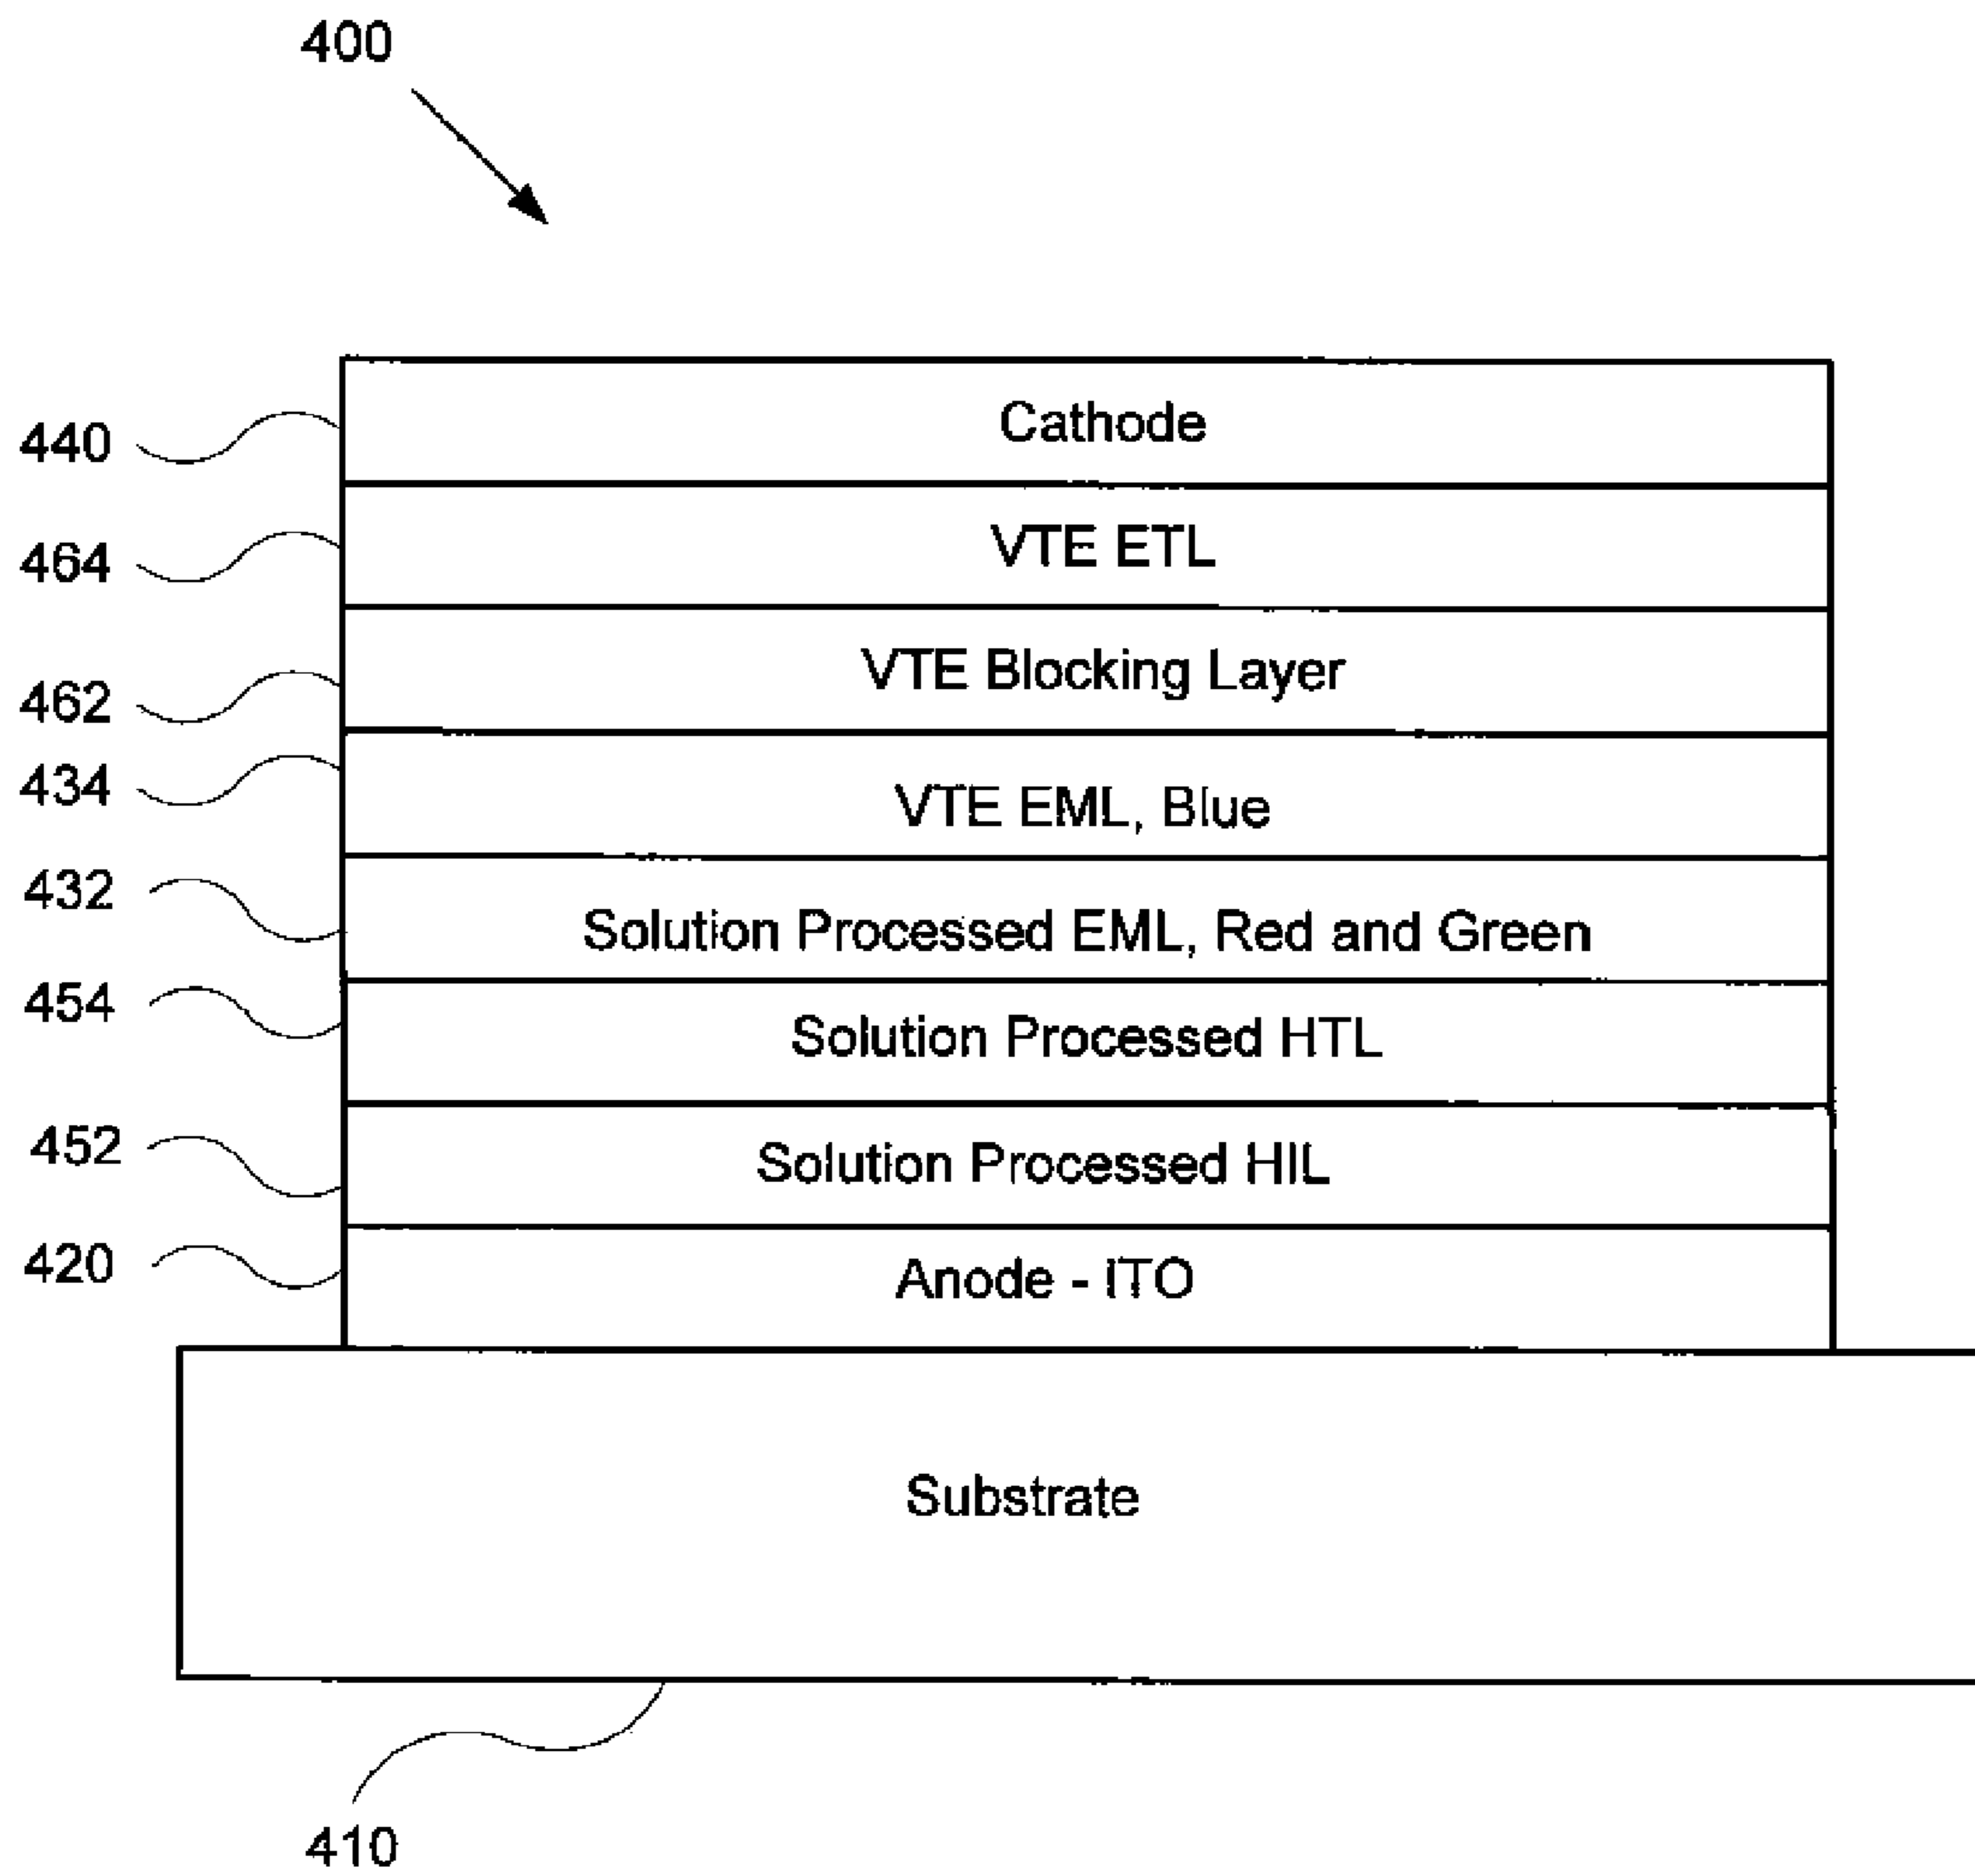 400
440 Cathode
464 VTE ETL
462 VTE Blocking Layer
434 VTE EML, Blue
432 Solution Processed EML, Red and Green
454 Solution Processed HTL
452 Solution Processed HIL
420 Anode - ITO
Substrate
410